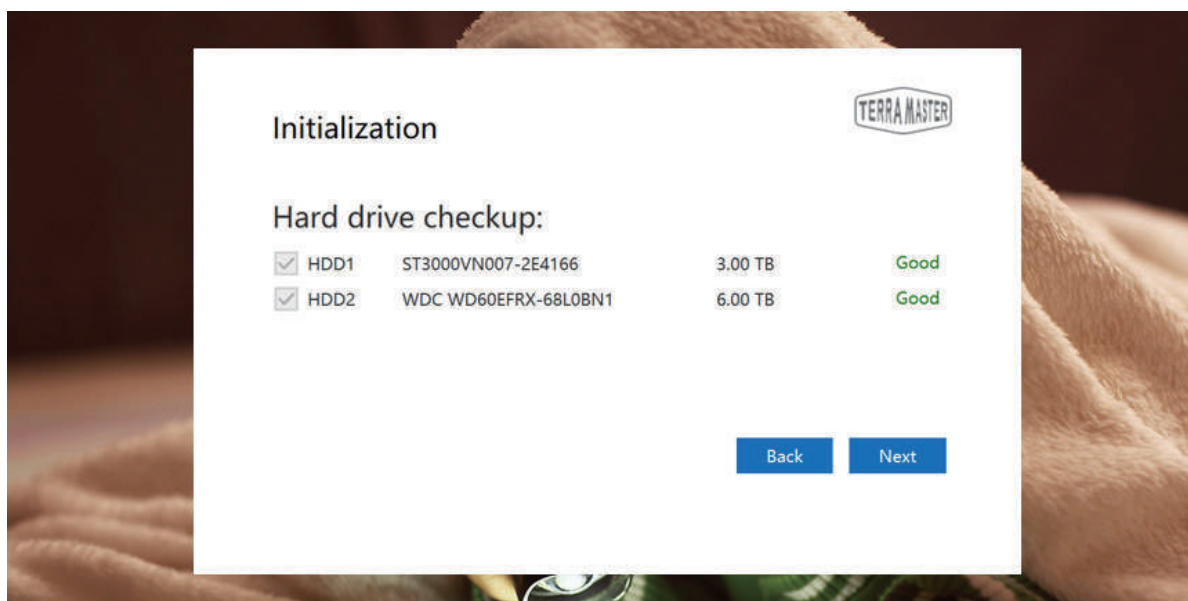 TERRA MASTER
Initialization
Hard drive checkup:
HDD1 ST3000VN007-2E4166 3.00 TB Good
HDD2 WDC WD60EFRX-68L0BN1 6.00 TB Good
Back Next